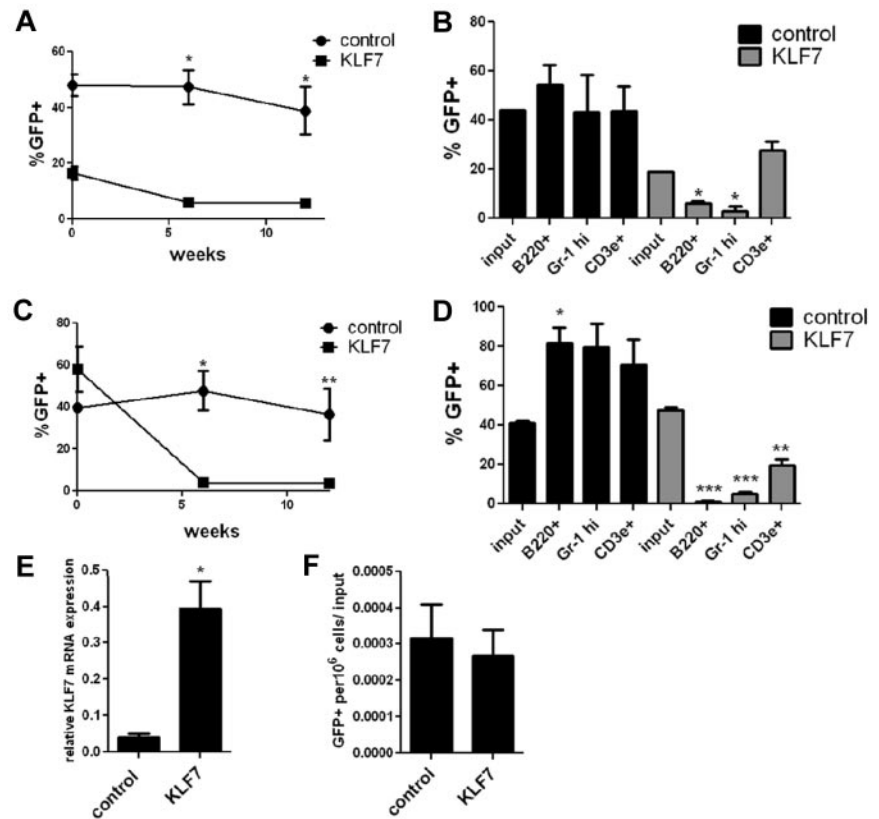 A
control
KLF7
60
40
20
0
%GFP+
*
*
0
5
10
weeks
B
control
KLF7
80
60
40
20
0
% GFP+
*
*
input
B220+
Gr-1 hi
CD3e+
input
B220+
Gr-1 hi
CD3e+
C
control
KLF7
80
60
40
20
0
%GFP+
*
**
0
5
10
weeks
D
control
KLF7
100
80
60
40
20
0
% GFP+
*
***
***
**
input
B220+
Gr-1 hi
CD3e+
input
B220+
Gr-1 hi
CD3e+
E
relative KLF7 mRNA expression
0.5
0.4
0.3
0.2
0.1
0.0
*
control
KLF7
F
GFP+ per10⁶ cells/ input
0.0005
0.0004
0.0003
0.0002
0.0001
0.0000
control
KLF7